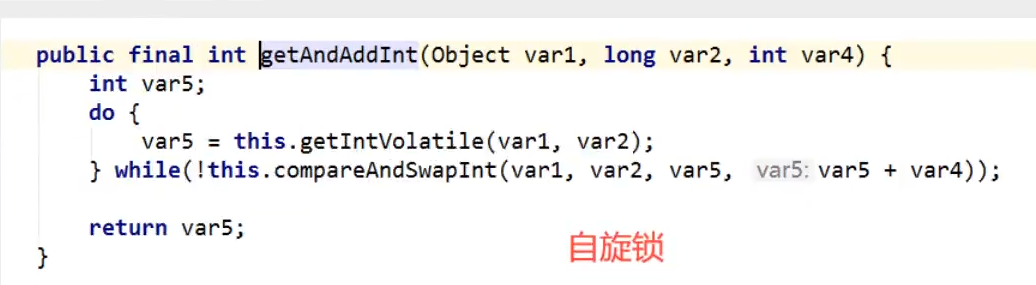 public final int getAndAddInt(Object var1, long var2, int var4) {
int var5;
do {
var5 = this.getIntVolatile(var1, var2);
} while(!this.compareAndSwapInt(var1, var2, var5, var5: var5 + var4));
return var5;
自旋锁
}